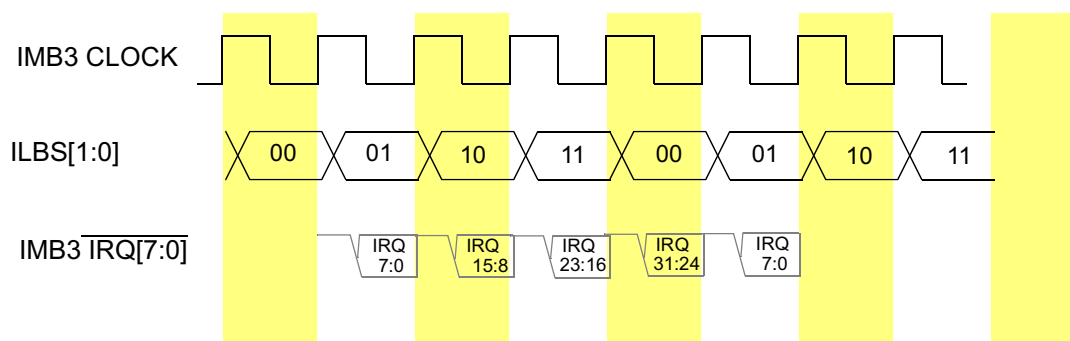 IMB3 CLOCK
ILBS[1:0] 00 01 10 11 00 01 10 11
IMB3 IRQ[7:0] IRQ 7:0 IRQ 15:8 IRQ 23:16 IRQ 31:24 IRQ 7:0